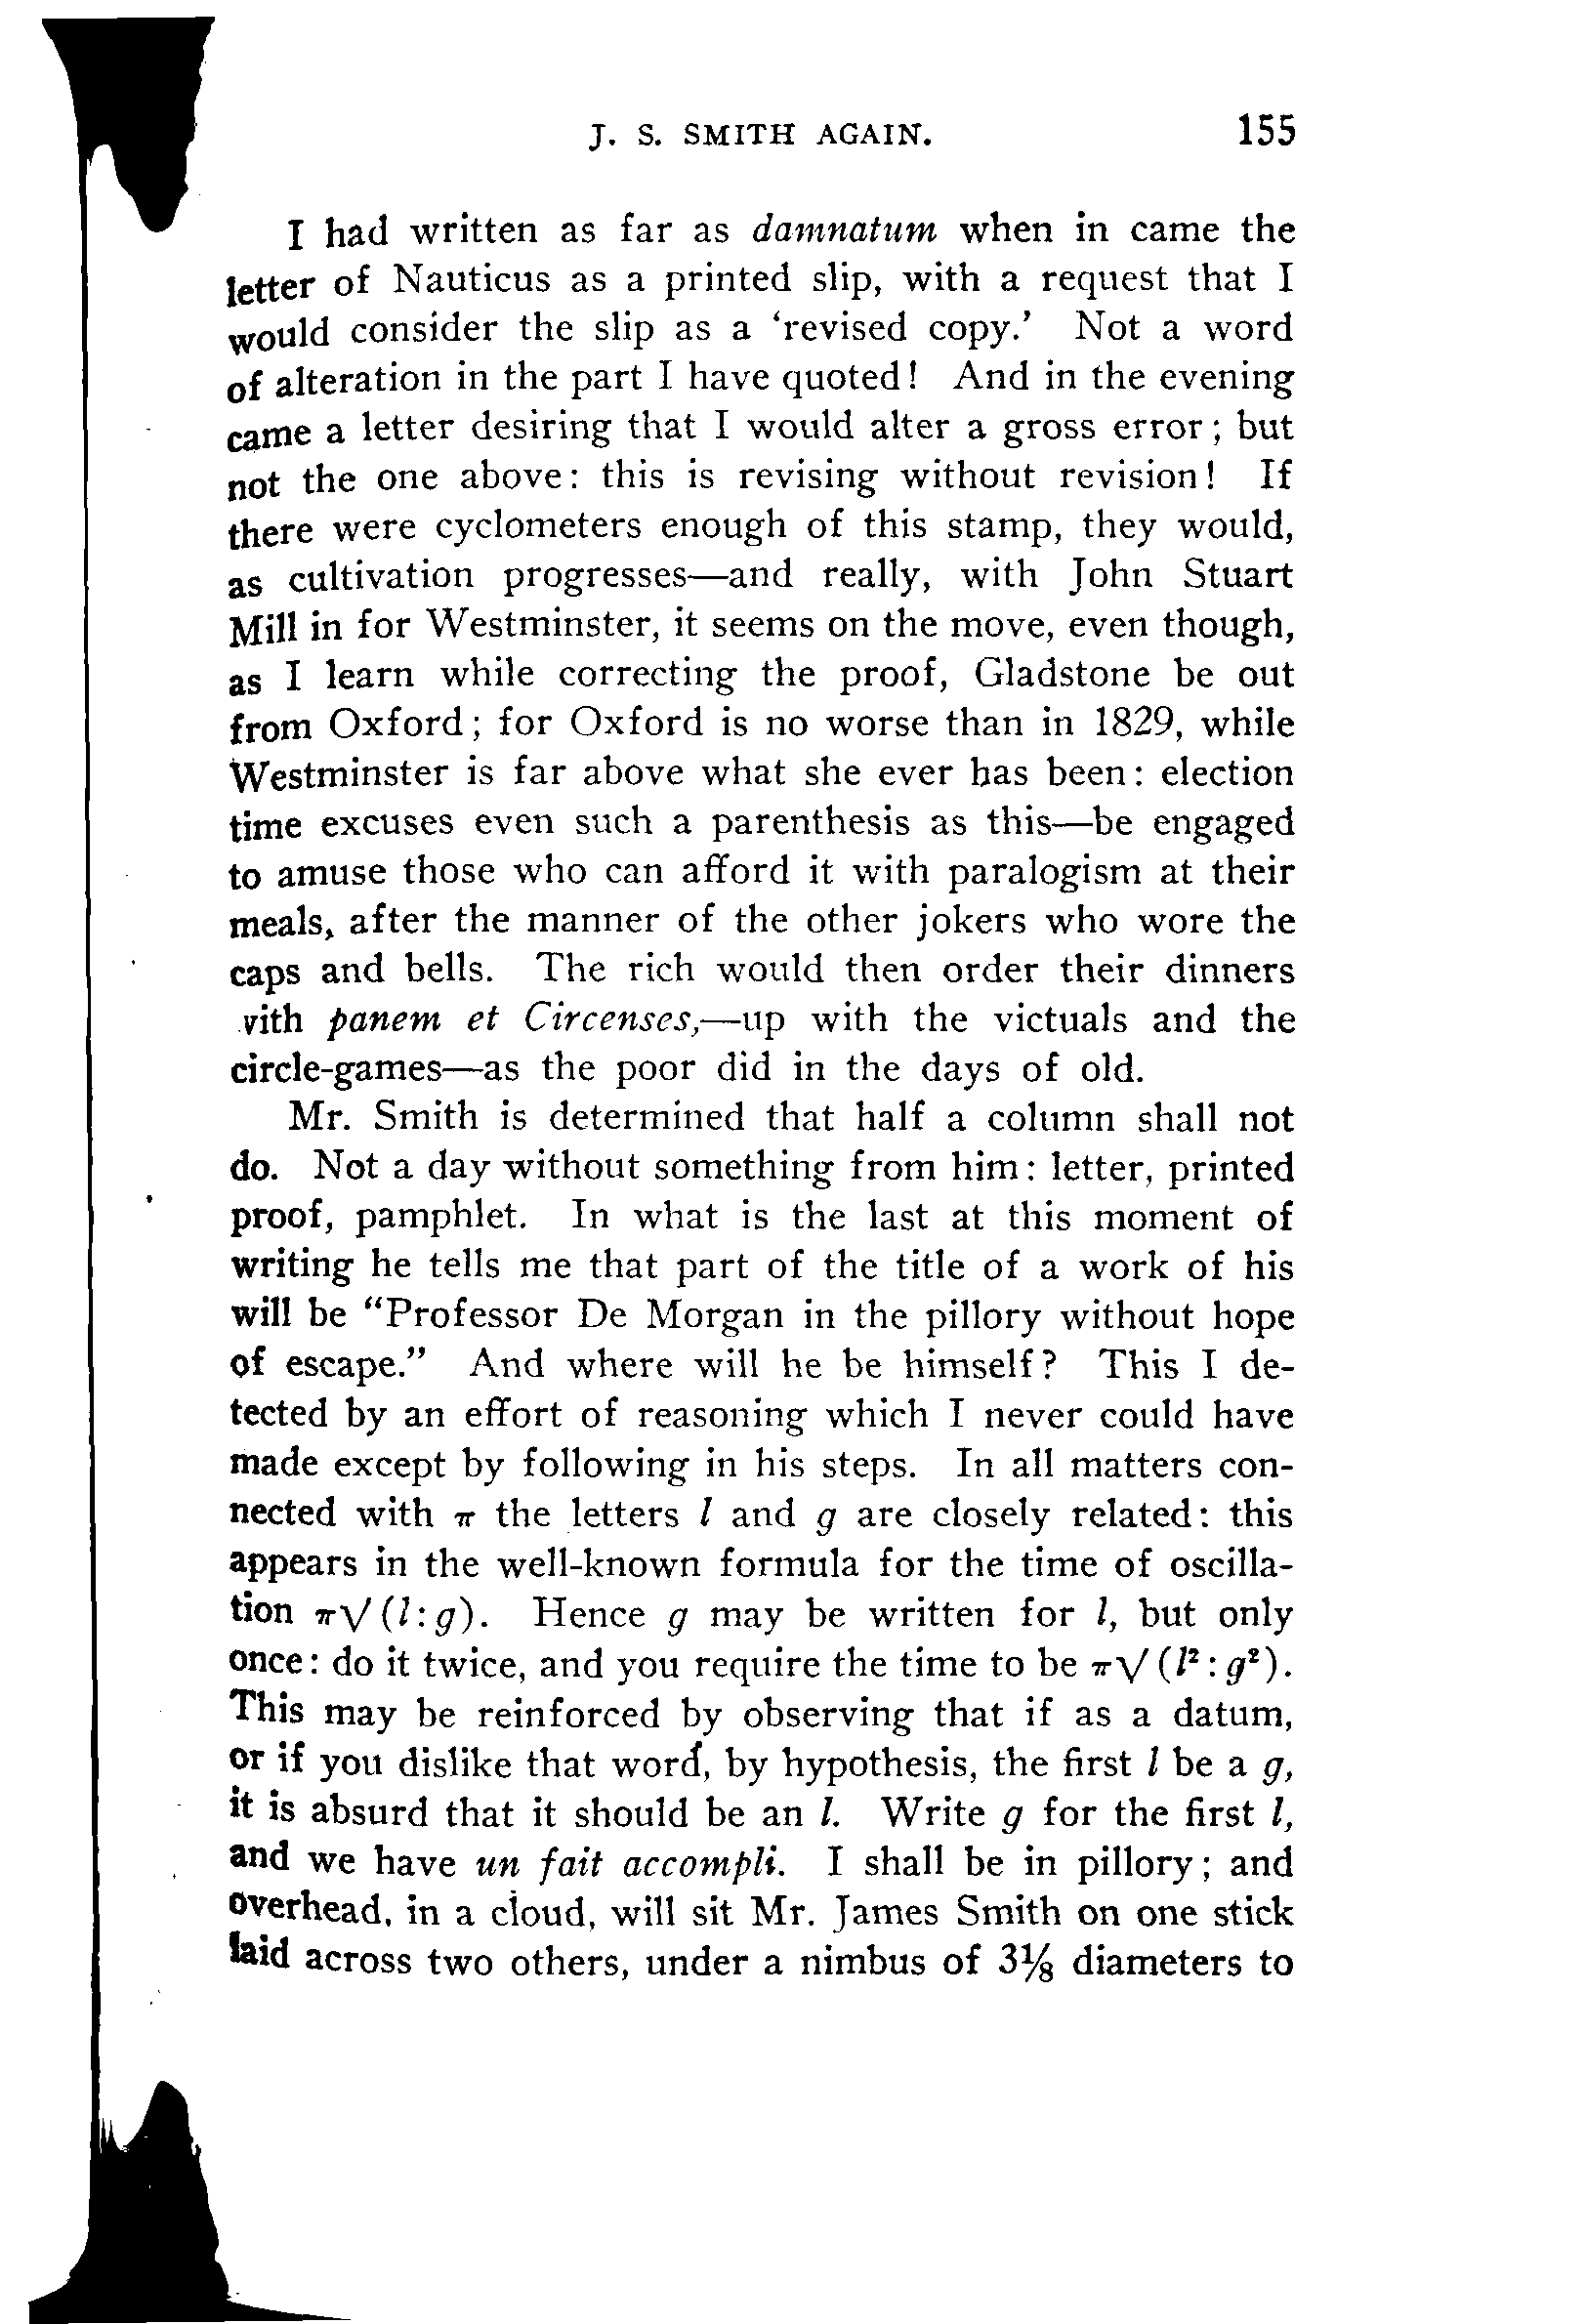 J. S. SMITH AGAIN. 155
I had written as far as damnatum when in came the
letter of Nauticus as a printed slip, with a request that I
would consider the slip as a 'revised copy.' Not a word
of alteration in the part I have quoted! And in the evening
came a letter desiring that I would alter a gross error; but
not the one above: this is revising without revision! If
there were cyclometers enough of this stamp, they would,
as cultivation progresses—and really, with John Stuart
Mill in for Westminster, it seems on the move, even though,
as I learn while correcting the proof, Gladstone be out
from Oxford; for Oxford is no worse than in 1829, while
Westminster is far above what she ever has been: election
time excuses even such a parenthesis as this—be engaged
to amuse those who can afford it with paralogism at their
meals, after the manner of the other jokers who wore the
caps and bells. The rich would then order their dinners
with panem et Circenses,—up with the victuals and the
circle-games—as the poor did in the days of old.
Mr. Smith is determined that half a column shall not
do. Not a day without something from him: letter, printed
proof, pamphlet. In what is the last at this moment of
writing he tells me that part of the title of a work of his
will be "Professor De Morgan in the pillory without hope
of escape." And where will he be himself? This I de-
tected by an effort of reasoning which I never could have
made except by following in his steps. In all matters con-
nected with π the letters l and g are closely related: this
appears in the well-known formula for the time of oscilla-
tion π√(l:g). Hence g may be written for l, but only
once: do it twice, and you require the time to be π√(l²:g²).
This may be reinforced by observing that if as a datum,
or if you dislike that word, by hypothesis, the first l be a g,
it is absurd that it should be an l. Write g for the first l,
and we have un fait accompli. I shall be in pillory; and
overhead, in a cloud, will sit Mr. James Smith on one stick
laid across two others, under a nimbus of 3⅛ diameters to